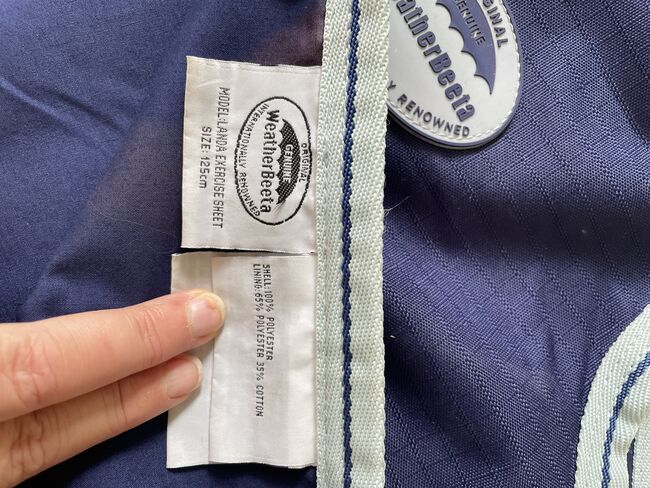 ORIGINAL
GENUINE
WeatherBeeta
INTERNATIONALLY RENOWNED
MODEL:LANDA EXERCISE SHEET
SIZE: 125cm
SHELL:100% POLYESTER
LINING:65% POLYESTER 35% COTTON
ORIGINAL
GENUINE
WeatherBeeta
Y RENOWNED